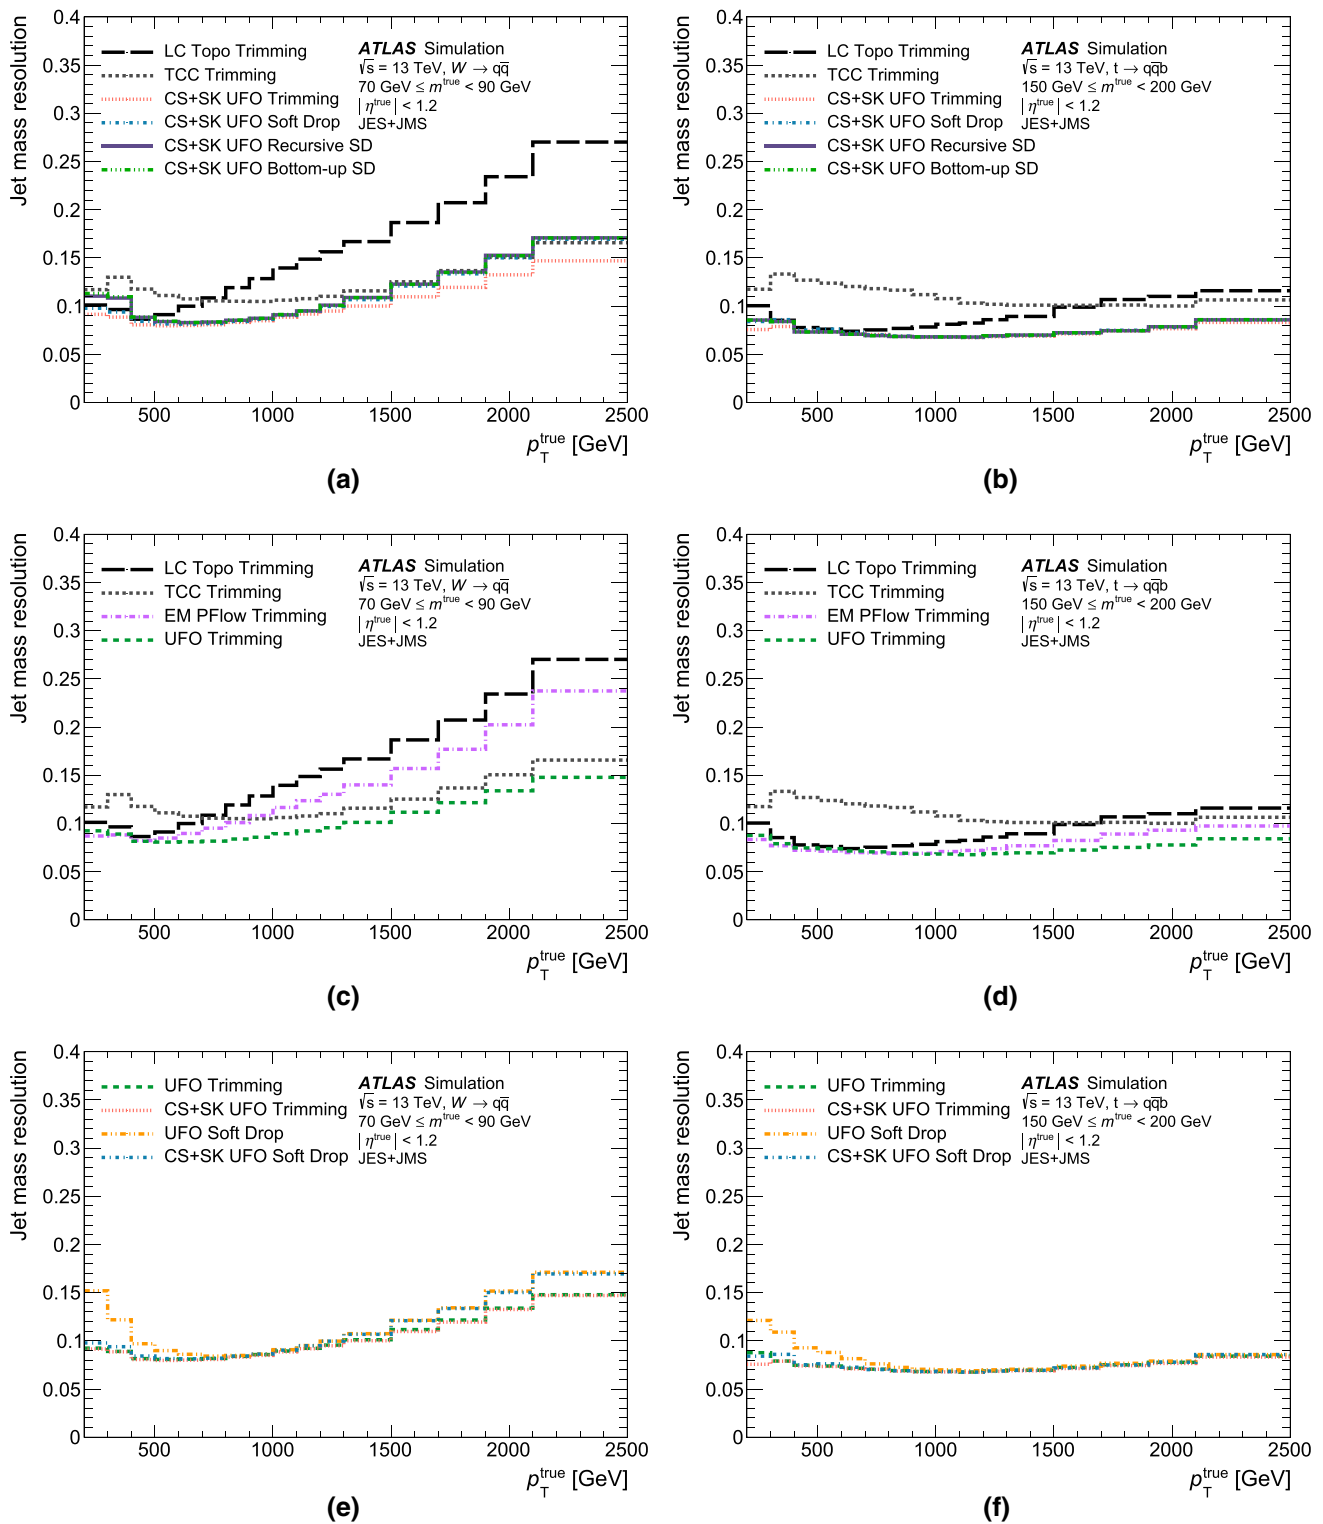 Jet mass resolution
0.4
0.35
0.3
0.25
0.2
0.15
0.1
0.05
0
LC Topo Trimming
TCC Trimming
CS+SK UFO Trimming
CS+SK UFO Soft Drop
CS+SK UFO Recursive SD
CS+SK UFO Bottom-up SD
ATLAS Simulation
√s = 13 TeV, W → qq̅
70 GeV ≤ m^true < 90 GeV
| η^true | < 1.2
JES+JMS
500 1000 1500 2000 2500
p_T^true [GeV]
(a)
Jet mass resolution
0.4
0.35
0.3
0.25
0.2
0.15
0.1
0.05
0
LC Topo Trimming
TCC Trimming
CS+SK UFO Trimming
CS+SK UFO Soft Drop
CS+SK UFO Recursive SD
CS+SK UFO Bottom-up SD
ATLAS Simulation
√s = 13 TeV, t → qq̅b
150 GeV ≤ m^true < 200 GeV
| η^true | < 1.2
JES+JMS
500 1000 1500 2000 2500
p_T^true [GeV]
(b)
Jet mass resolution
0.4
0.35
0.3
0.25
0.2
0.15
0.1
0.05
0
LC Topo Trimming
TCC Trimming
EM PFlow Trimming
UFO Trimming
ATLAS Simulation
√s = 13 TeV, W → qq̅
70 GeV ≤ m^true < 90 GeV
| η^true | < 1.2
JES+JMS
500 1000 1500 2000 2500
p_T^true [GeV]
(c)
Jet mass resolution
0.4
0.35
0.3
0.25
0.2
0.15
0.1
0.05
0
LC Topo Trimming
TCC Trimming
EM PFlow Trimming
UFO Trimming
ATLAS Simulation
√s = 13 TeV, t → qq̅b
150 GeV ≤ m^true < 200 GeV
| η^true | < 1.2
JES+JMS
500 1000 1500 2000 2500
p_T^true [GeV]
(d)
Jet mass resolution
0.4
0.35
0.3
0.25
0.2
0.15
0.1
0.05
0
UFO Trimming
CS+SK UFO Trimming
UFO Soft Drop
CS+SK UFO Soft Drop
ATLAS Simulation
√s = 13 TeV, W → qq̅
70 GeV ≤ m^true < 90 GeV
| η^true | < 1.2
JES+JMS
500 1000 1500 2000 2500
p_T^true [GeV]
(e)
Jet mass resolution
0.4
0.35
0.3
0.25
0.2
0.15
0.1
0.05
0
UFO Trimming
CS+SK UFO Trimming
UFO Soft Drop
CS+SK UFO Soft Drop
ATLAS Simulation
√s = 13 TeV, t → qq̅b
150 GeV ≤ m^true < 200 GeV
| η^true | < 1.2
JES+JMS
500 1000 1500 2000 2500
p_T^true [GeV]
(f)